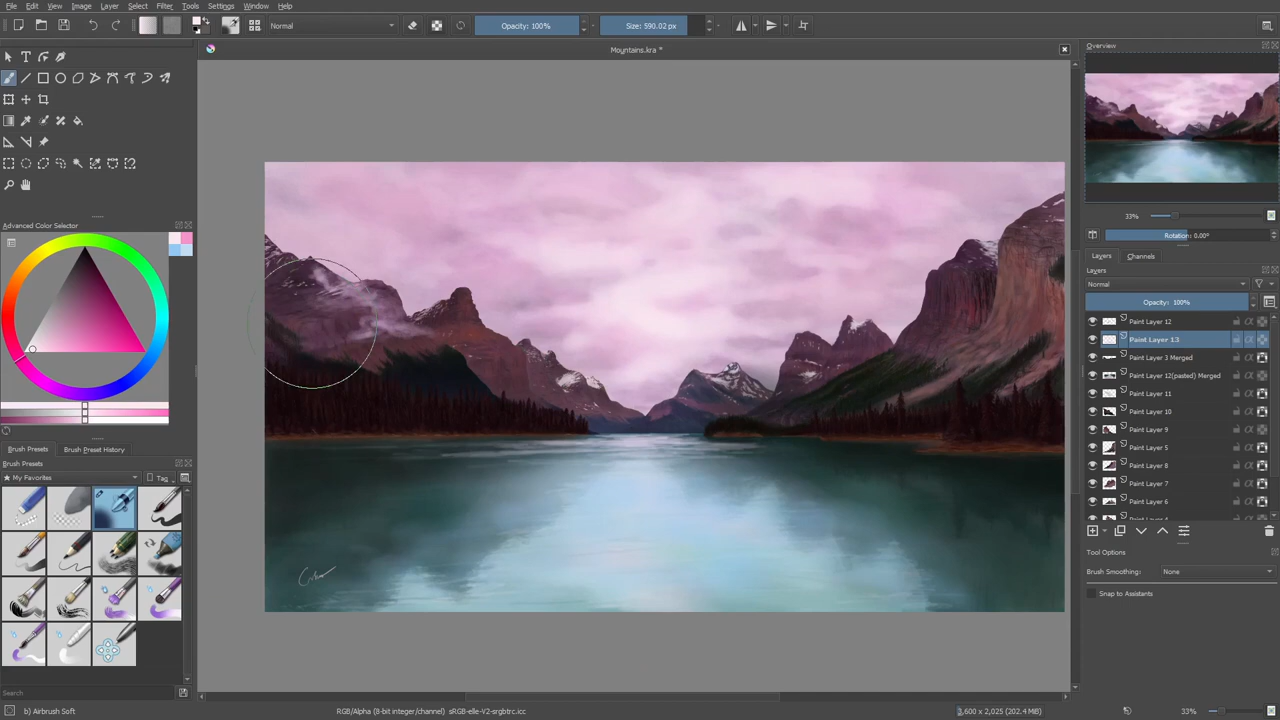 File Edit View Image Layer Select Filter Tools Settings Window Help
Normal
Opacity: 100%
Size: 590.02 px
Mountains.kra *
Overview
33%
Rotation: 0.00°
Advanced Color Selector
Layers Channels
Layers
Normal
Opacity: 100%
Paint Layer 12
Paint Layer 13
Paint Layer 3 Merged
Paint Layer 12(pasted) Merged
Paint Layer 11
Paint Layer 10
Paint Layer 9
Paint Layer 5
Paint Layer 8
Paint Layer 7
Paint Layer 6
Brush Presets Brush Preset History
Brush Presets
My Favorites
Tag
Tool Options
Brush Smoothing: None
Snap to Assistants
Search
b) Airbrush Soft
RGB/Alpha (8-bit integer/channel) sRGB-elle-V2-srgbtrc.icc
3,600 x 2,025 (202.4 MiB)
33%